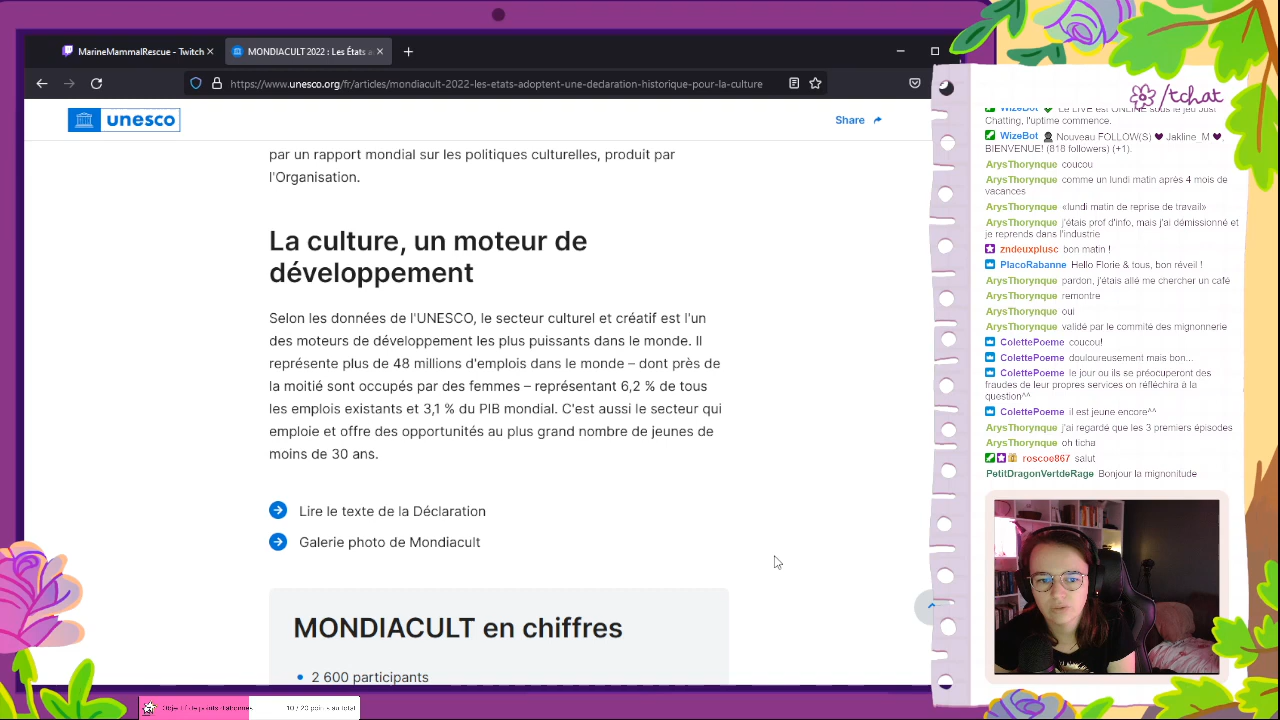 MarineMammalRescue - Twitch
MONDIACULT 2022 : Les États
https://www.unesco.org/fr/articles/mondiacult-2022-les-etats-adoptent-une-declaration-historique-pour-la-culture
unesco
Share
par un rapport mondial sur les politiques culturelles, produit par
l'Organisation.
La culture, un moteur de
développement
Selon les données de l'UNESCO, le secteur culturel et créatif est l'un
des moteurs de développement les plus puissants dans le monde. Il
représente plus de 48 millions d'emplois dans le monde – dont près de
la moitié sont occupés par des femmes – représentant 6,2 % de tous
les emplois existants et 3,1 % du PIB mondial. C'est aussi le secteur qui
emploie et offre des opportunités au plus grand nombre de jeunes de
moins de 30 ans.
Lire le texte de la Déclaration
Galerie photo de Mondiacult
MONDIACULT en chiffres
2 600 participants
/tchat
WizeBot Le LIVE est ONLINE sous le jeu Just
Chatting, l'uptime commence.
WizeBot Nouveau FOLLOW(S) Jakline_M
BIENVENUE! (818 followers) (+1).
ArysThorynque coucou
ArysThorynque comme un lundi matin après 4 mois de
vacances
ArysThorynque «lundi matin de reprise de travail»
ArysThorynque j'étais prof d'info, mais j'ai démissionné et
je reprends dans l'industrie
zndeuxplusc bon matin !
PlacoRabanne Hello Florie & tous, bon réveil !
ArysThorynque pardon, j'étais allé me chercher un café
ArysThorynque remontre
ArysThorynque oui
ArysThorynque validé par le commité des mignonnerie
ColettePoeme coucou!
ColettePoeme douloureusement mais bon...
ColettePoeme le jour ou ils se préocuperont des
fraudes de leur propres services on réfléchira à la
question^^
ColettePoeme il est jeune encore^^
ArysThorynque j'ai regardé que les 3 premiers épisodes
ArysThorynque oh ticha
roscoe867 salut
PetitDragonVertdeRage Bonjour la mignonitude